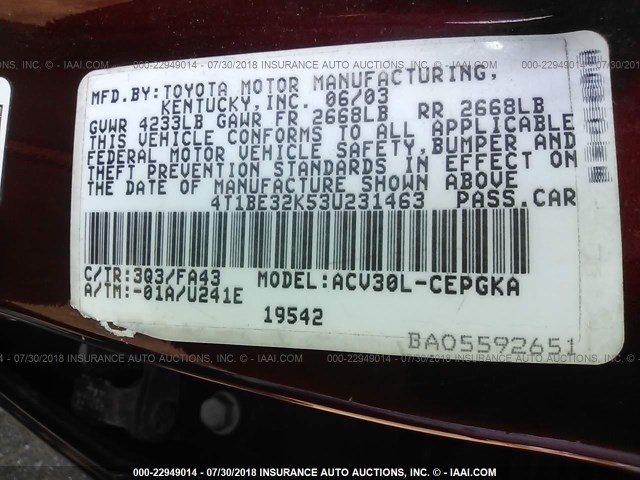 000-22949014 - 07/30/2018 INSURANCE AUTO AUCTIONS, INC. © - IAAI.COM
MFD.BY:TOYOTA MOTOR MANUFACTURING,
KENTUCKY,INC. 06/03
GVWR 4233LB GAWR FR 2668LB RR 2668LB
THIS VEHICLE CONFORMS TO ALL APPLICABLE
FEDERAL MOTOR VEHICLE SAFETY,BUMPER AND
THEFT PREVENTION STANDARDS IN EFFECT ON
THE DATE OF MANUFACTURE SHOWN ABOVE
4T1BE32K53U231463 PASS.CAR
C/TR:3Q3/FA43 MODEL:ACV30L-CEPGKA
A/TM:-01A/U241E
19542
BA05592651
000-22949014 - 07/30/2018 INSURANCE AUTO AUCTIONS, INC. © - IAAI.COM
000-22949014 - 07/30/2018 INSURANCE AUTO AUCTIONS, INC. © - IAAI.COM